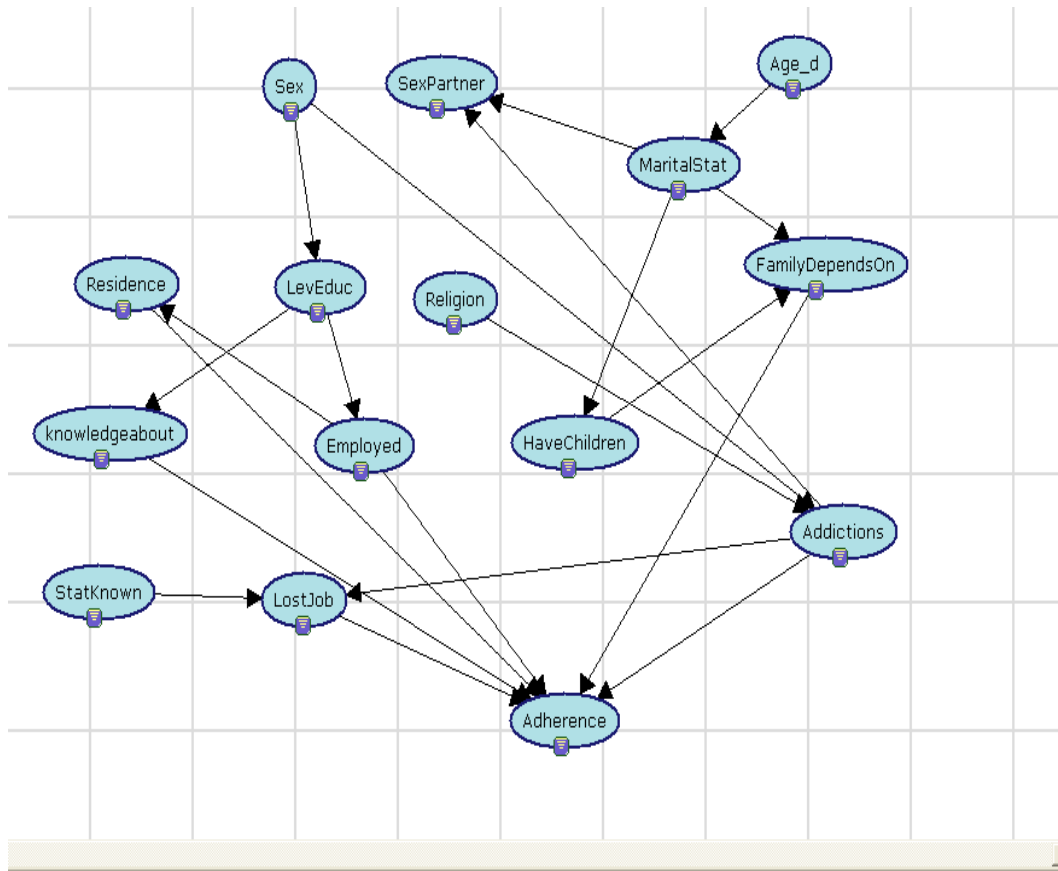 Age_d
Sex
SexPartner
MaritalStat
FamilyDependsOn
Residence
LevEduc
Religion
knowledgeabout
Employed
HaveChildren
Addictions
StatKnown
LostJob
Adherence